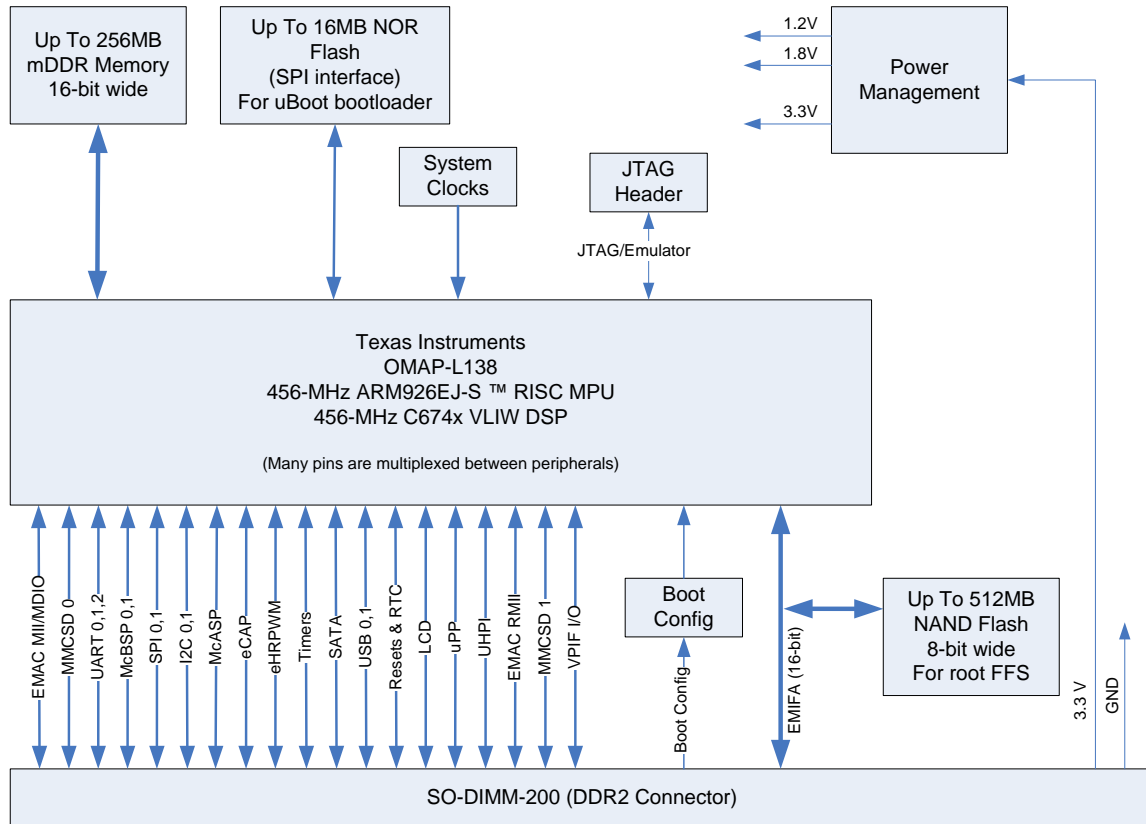 Up To 256MB
mDDR Memory
16-bit wide
Up To 16MB NOR
Flash
(SPI interface)
For uBoot bootloader
1.2V
1.8V
3.3V
Power
Management
System
Clocks
JTAG
Header
JTAG/Emulator
Texas Instruments
OMAP-L138
456-MHz ARM926EJ-S ™ RISC MPU
456-MHz C674x VLIW DSP
(Many pins are multiplexed between peripherals)
EMAC MII/MDIO
MMCSD 0
UART 0,1,2
McBSP 0,1
SPI 0,1
I2C 0,1
McASP
eCAP
eHRPWM
Timers
SATA
USB 0,1
Resets & RTC
LCD
uPP
UHPI
EMAC RMII
MMCSD 1
VPIF I/O
Boot
Config
Boot Config
EMIFA (16-bit)
Up To 512MB
NAND Flash
8-bit wide
For root FFS
3.3 V
GND
SO-DIMM-200 (DDR2 Connector)